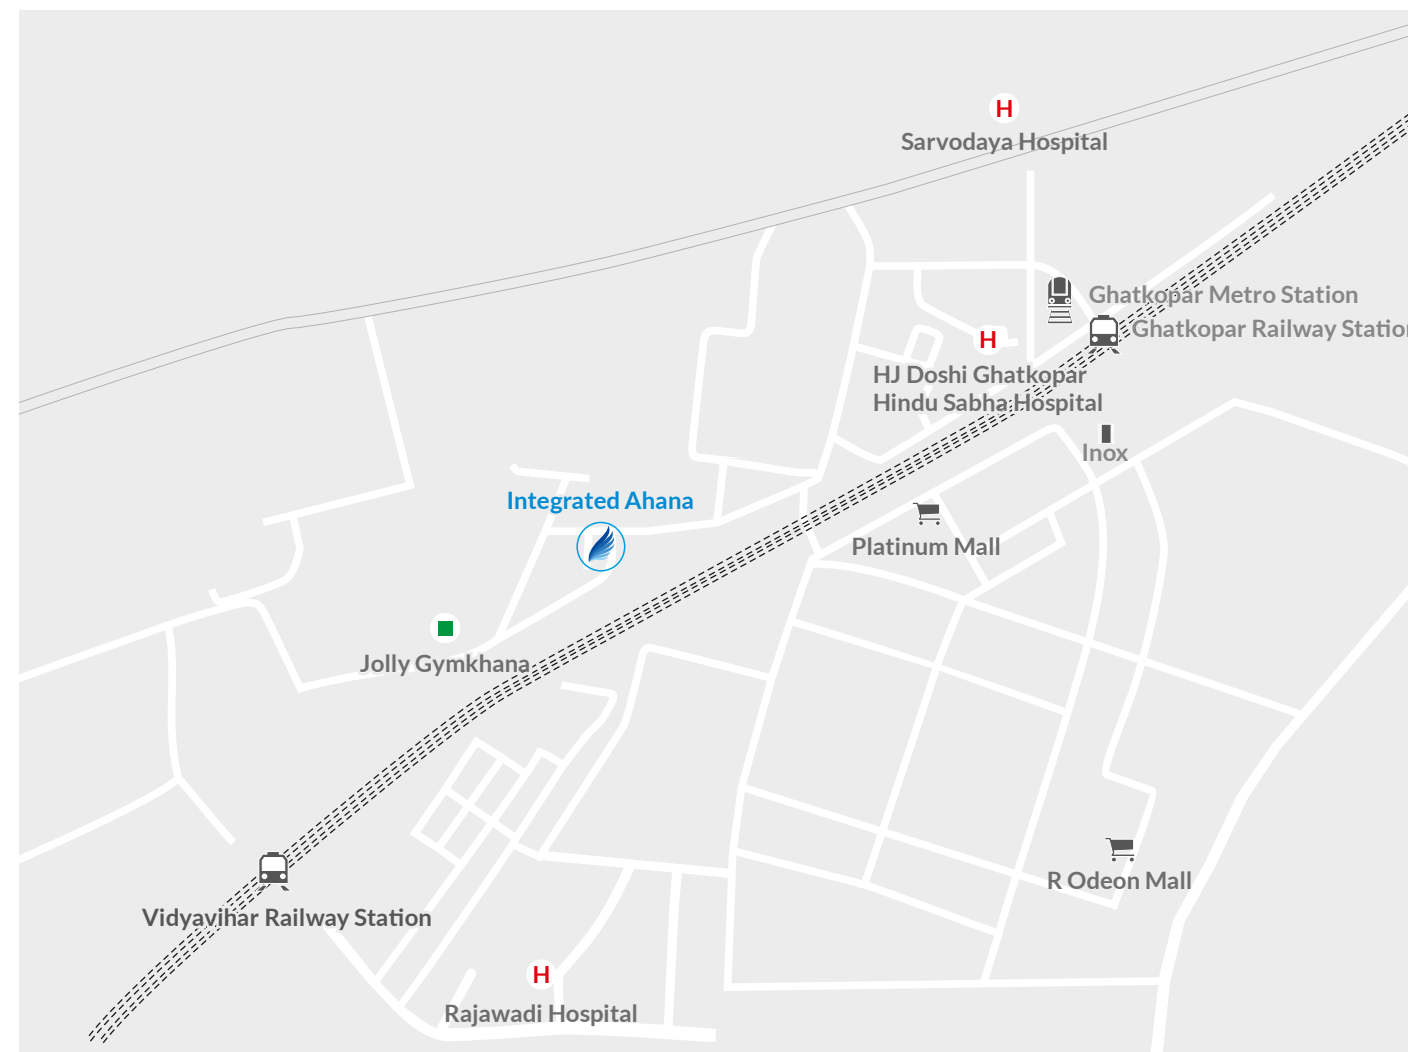 H
Sarvodaya Hospital
Ghatkopar Metro Station
Ghatkopar Railway Statio
H
HJ Doshi Ghatkopar
Hindu Sabha Hospital
Inox
Integrated Ahana
Platinum Mall
Jolly Gymkhana
R Odeon Mall
Vidyavihar Railway Station
H
Rajawadi Hospital